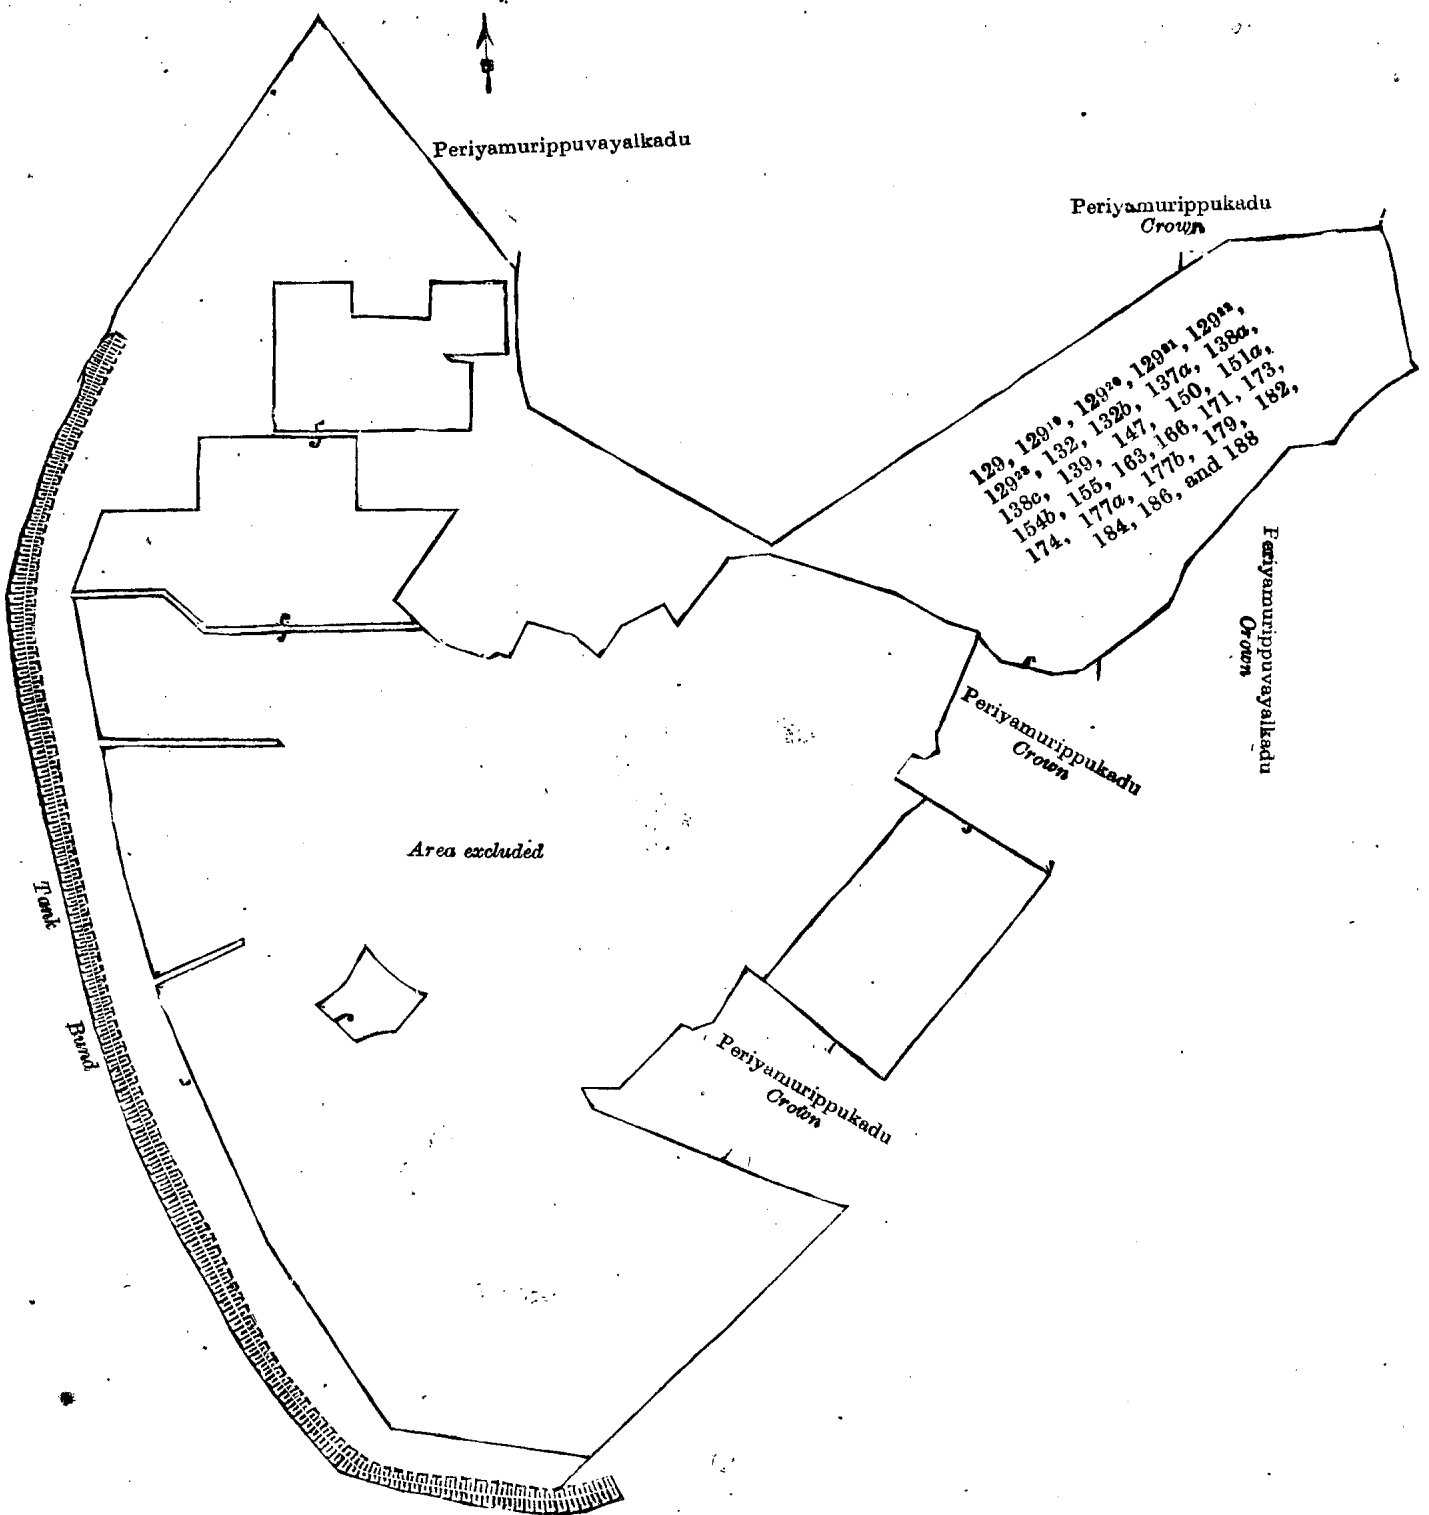 Periyamurippuvayalkadu
Periyamurippukadu
Crown
129, 129¹⁹, 129²⁰, 129²¹, 129²²,
129²³, 132, 132b, 137a, 138a,
138c, 139, 147, 150, 151a,
154b, 155, 163, 166, 171, 173,
174, 177a, 177b, 179, 182,
184, 186, and 188
Periyamurippuvayalkadu
Crown
Periyamurippukadu
Crown
Area excluded
Tank
Bund
Periyamurippukadu
Crown